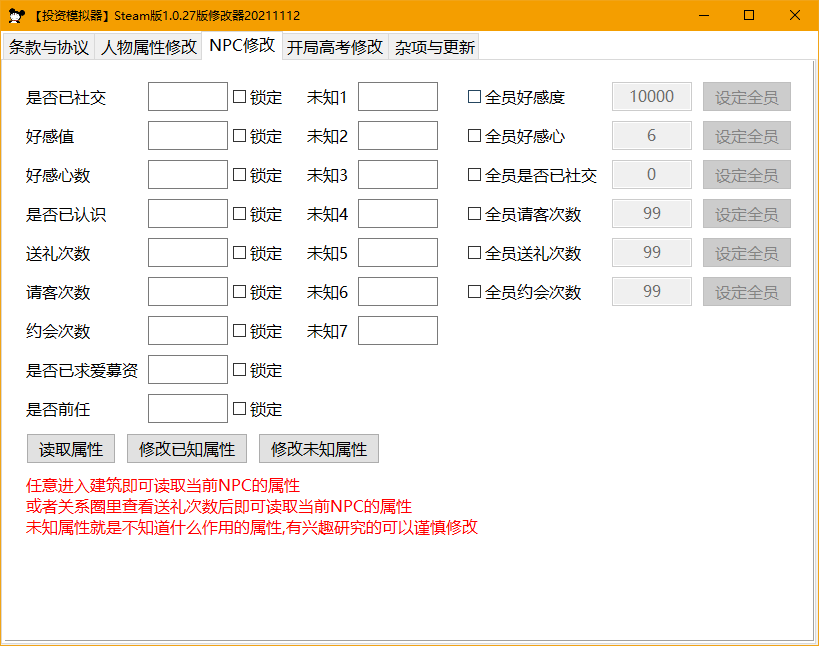 【投资模拟器】Steam版1.0.27版修改器20211112
条款与协议 人物属性修改 NPC修改 开局高考修改 杂项与更新
是否已社交 锁定 未知1 全员好感度 10000 设定全员
好感值 锁定 未知2 全员好感心 6 设定全员
好感心数 锁定 未知3 全员是否已社交 0 设定全员
是否已认识 锁定 未知4 全员请客次数 99 设定全员
送礼次数 锁定 未知5 全员送礼次数 99 设定全员
请客次数 锁定 未知6 全员约会次数 99 设定全员
约会次数 锁定 未知7
是否已求爱募资 锁定
是否前任 锁定
读取属性 修改已知属性 修改未知属性
任意进入建筑即可读取当前NPC的属性
或者关系圈里查看送礼次数后即可读取当前NPC的属性
未知属性就是不知道什么作用的属性,有兴趣研究的可以谨慎修改